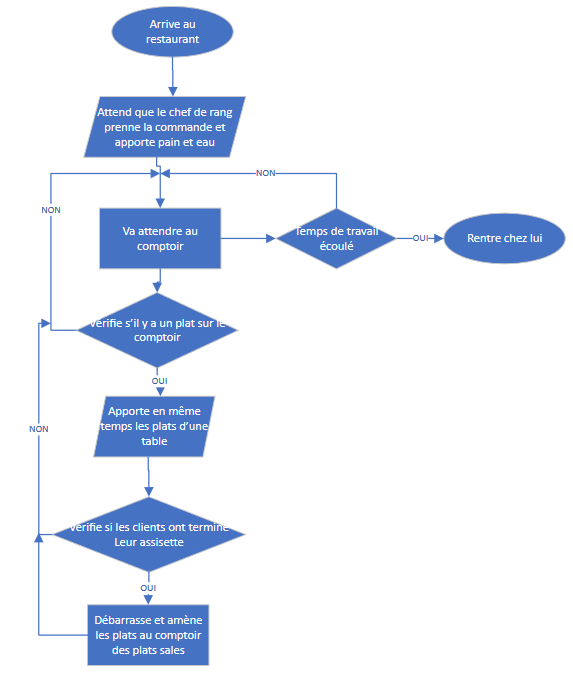 Arrive au
restaurant
Attend que le chef de rang
prenne la commande et
apporte pain et eau
NON
NON
Va attendre au
comptoir
Temps de travail
écoulé
OUI
Rentre chez lui
Vérifie s'il y a un plat sur le
comptoir
OUI
Apporte en même
temps les plats d'une
table
NON
Vérifie si les clients ont terminé
Leur assisette
OUI
Débarrasse et amène
les plats au comptoir
des plats sales